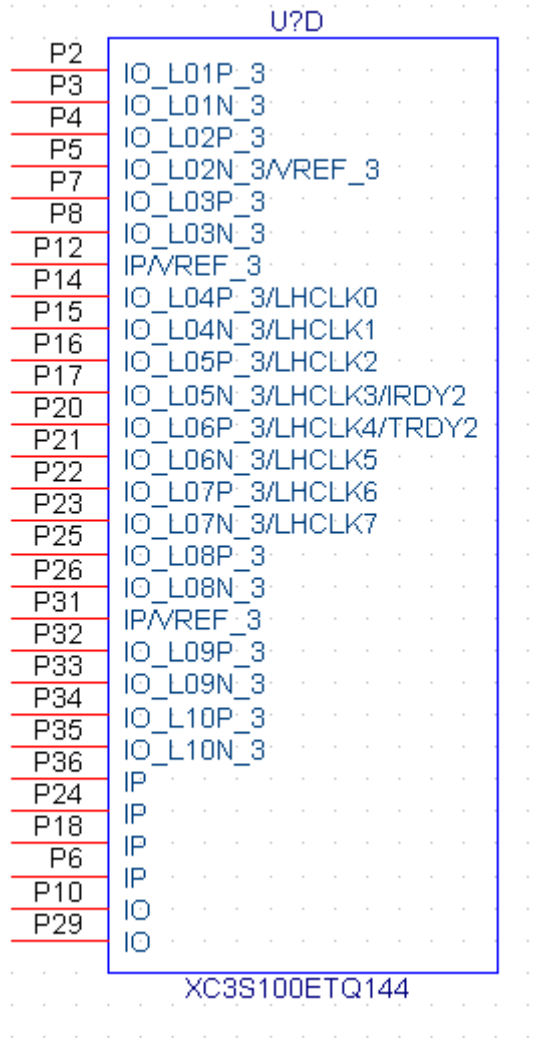 U?D
P2 IO_L01P_3
P3 IO_L01N_3
P4 IO_L02P_3
P5 IO_L02N_3/VREF_3
P7 IO_L03P_3
P8 IO_L03N_3
P12 IP/VREF_3
P14 IO_L04P_3/LHCLK0
P15 IO_L04N_3/LHCLK1
P16 IO_L05P_3/LHCLK2
P17 IO_L05N_3/LHCLK3/IRDY2
P20 IO_L06P_3/LHCLK4/TRDY2
P21 IO_L06N_3/LHCLK5
P22 IO_L07P_3/LHCLK6
P23 IO_L07N_3/LHCLK7
P25 IO_L08P_3
P26 IO_L08N_3
P31 IP/VREF_3
P32 IO_L09P_3
P33 IO_L09N_3
P34 IO_L10P_3
P35 IO_L10N_3
P36 IP
P24 IP
P18 IP
P6 IP
P10 IO
P29 IO
XC3S100ETQ144